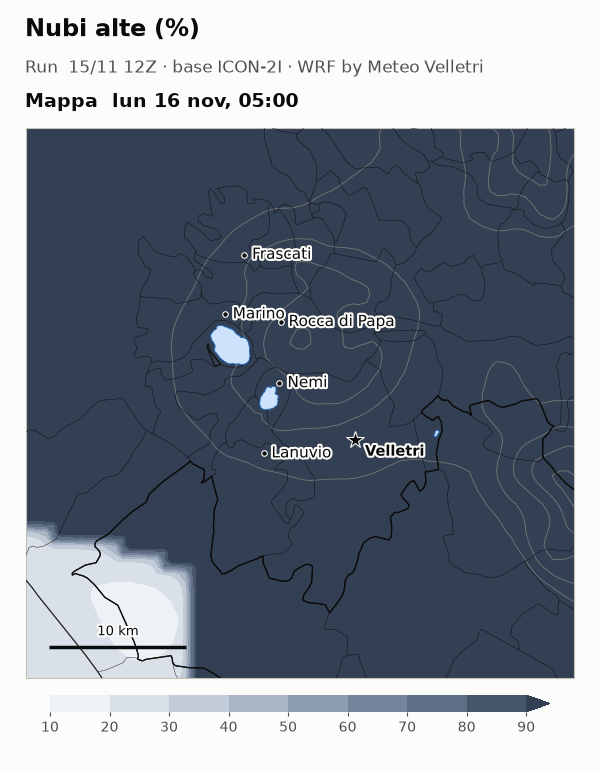 Nubi alte (%)
Run  15/11 12Z · base ICON-2I · WRF by Meteo Velletri
Mappa  lun 16 nov, 05:00
Frascati
Marino
Rocca di Papa
Nemi
Velletri
Lanuvio
10 km
10 20 30 40 50 60 70 80 90